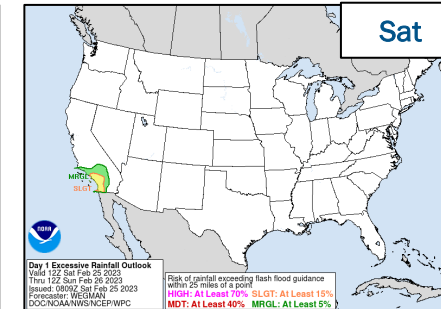 Sat
MRGL
SLGT
NOAA
Day 1 Excessive Rainfall Outlook
Valid 12Z Sat Feb 25 2023
Thru 12Z Sun Feb 26 2023
Issued: 0809Z Sat Feb 25 2023
Forecaster: WEGMAN
DOC/NOAA/NWS/NCEP/WPC
Risk of rainfall exceeding flash flood guidance
within 25 miles of a point
HIGH: At Least 70% SLGT: At Least 15%
MDT: At Least 40% MRGL: At Least 5%